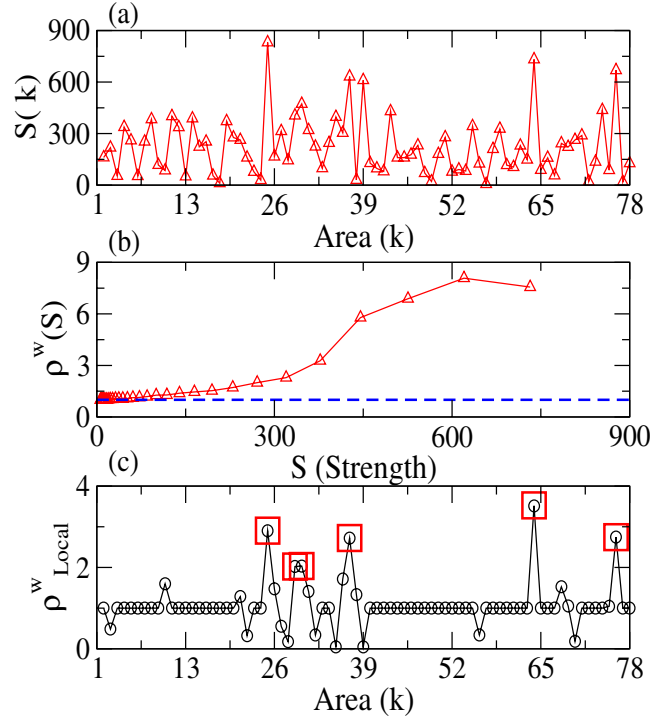 (a)
900
600
300
0
S( k)
1 13 26 39 52 65 78
Area (k)
(b)
9
6
3
0
ρ^w(S)
0 300 600 900
S (Strength)
(c)
4
2
0
ρ^w_Local
1 13 26 39 52 65 78
Area (k)